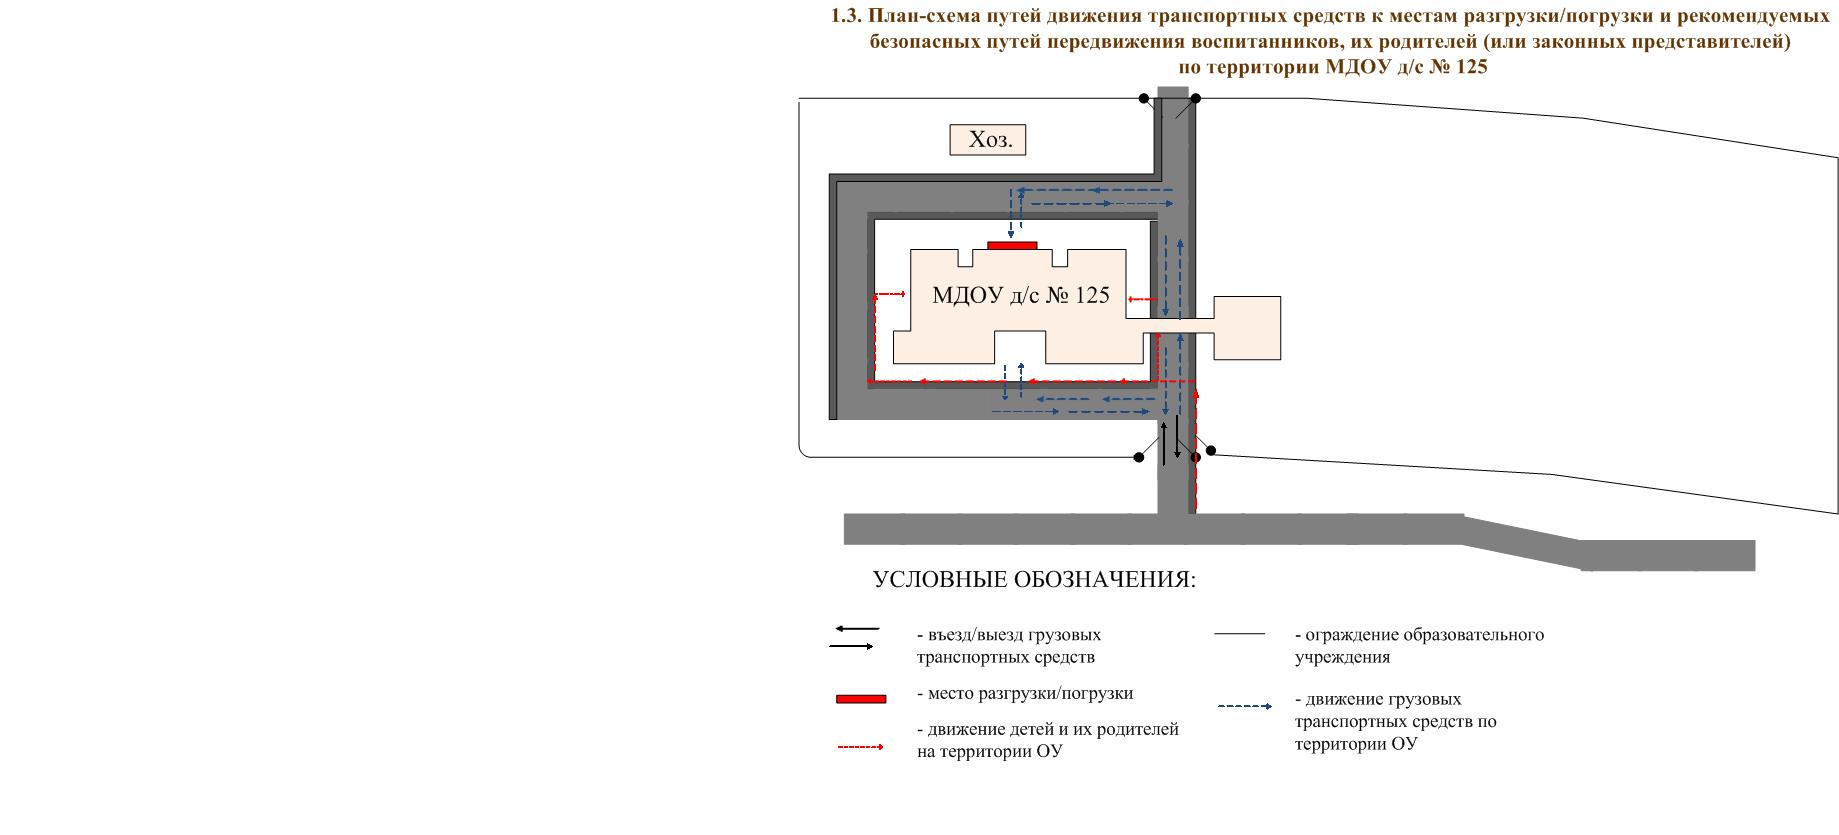 1.3. План-схема путей движения транспортных средств к местам разгрузки/погрузки и рекомендуемых
безопасных путей передвижения воспитанников, их родителей (или законных представителей)
по территории МДОУ д/с № 125
Хоз.
МДОУ д/с № 125
УСЛОВНЫЕ ОБОЗНАЧЕНИЯ:
- въезд/выезд грузовых
транспортных средств
- место разгрузки/погрузки
- движение детей и их родителей
на территории ОУ
- ограждение образовательного
учреждения
- движение грузовых
транспортных средств по
территории ОУ